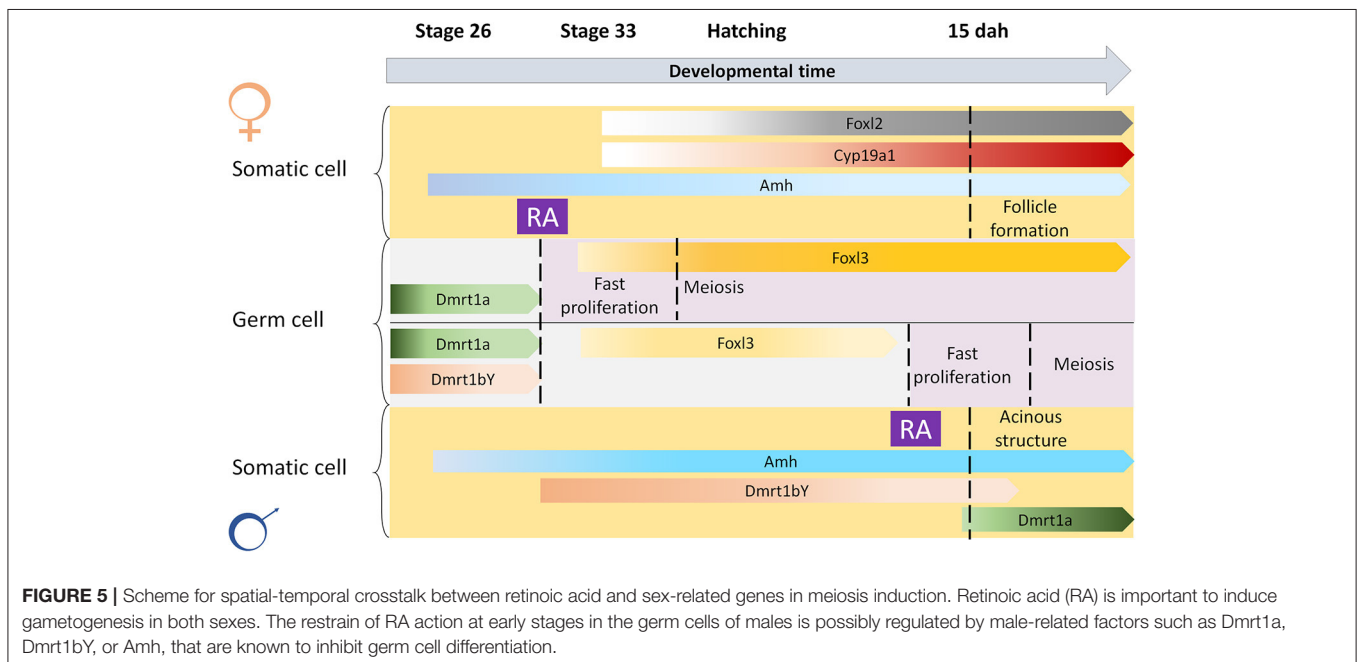 Stage 26 Stage 33 Hatching 15 dah
Developmental time
Somatic cell
Foxl2
Cyp19a1
Amh
RA
Follicle
formation
Germ cell
Foxl3
Fast
proliferation
Meiosis
Dmrt1a
Dmrt1a
Foxl3
Dmrt1bY
Fast
proliferation
Meiosis
Somatic cell
RA
Acinous
structure
Amh
Dmrt1bY
Dmrt1a
FIGURE 5 | Scheme for spatial-temporal crosstalk between retinoic acid and sex-related genes in meiosis induction. Retinoic acid (RA) is important to induce
gametogenesis in both sexes. The restrain of RA action at early stages in the germ cells of males is possibly regulated by male-related factors such as Dmrt1a,
Dmrt1bY, or Amh, that are known to inhibit germ cell differentiation.